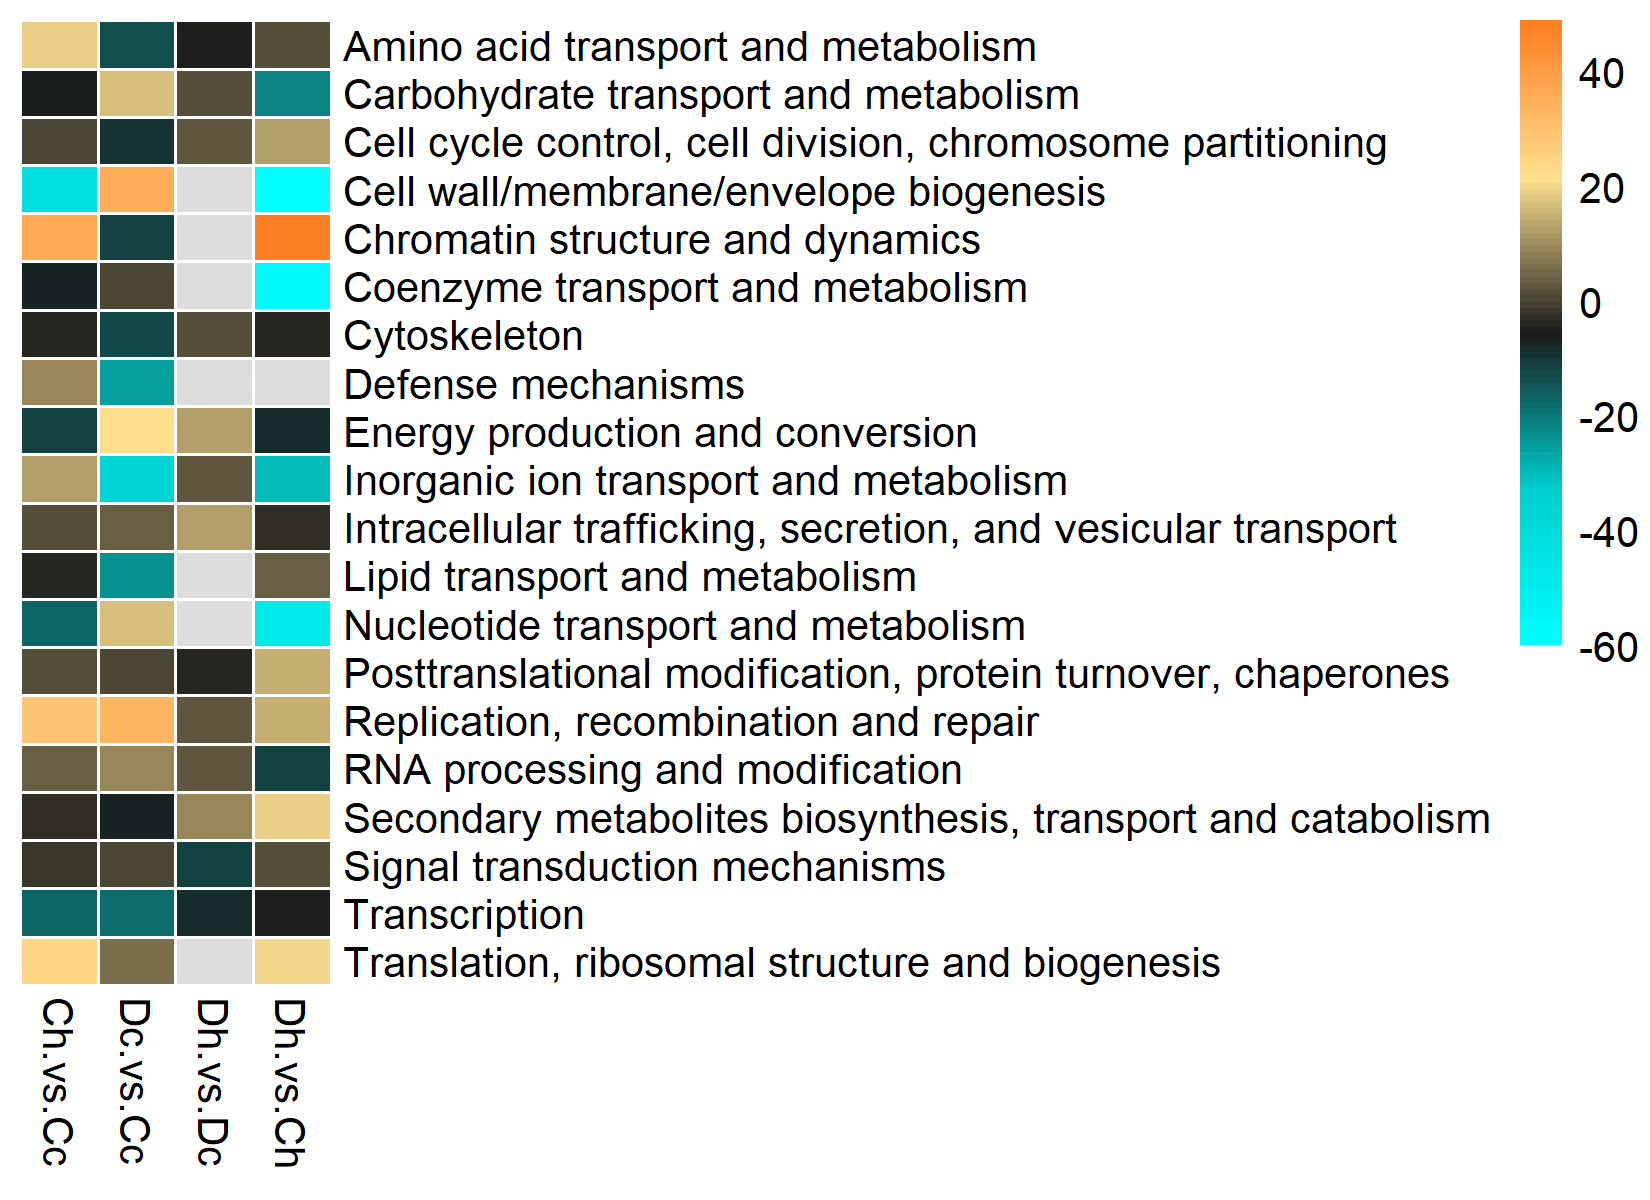 Amino acid transport and metabolism
Carbohydrate transport and metabolism
Cell cycle control, cell division, chromosome partitioning
Cell wall/membrane/envelope biogenesis
Chromatin structure and dynamics
Coenzyme transport and metabolism
Cytoskeleton
Defense mechanisms
Energy production and conversion
Inorganic ion transport and metabolism
Intracellular trafficking, secretion, and vesicular transport
Lipid transport and metabolism
Nucleotide transport and metabolism
Posttranslational modification, protein turnover, chaperones
Replication, recombination and repair
RNA processing and modification
Secondary metabolites biosynthesis, transport and catabolism
Signal transduction mechanisms
Transcription
Translation, ribosomal structure and biogenesis
Ch.vs.Cc
Dc.vs.Cc
Dh.vs.Dc
Dh.vs.Ch
40
20
0
-20
-40
-60